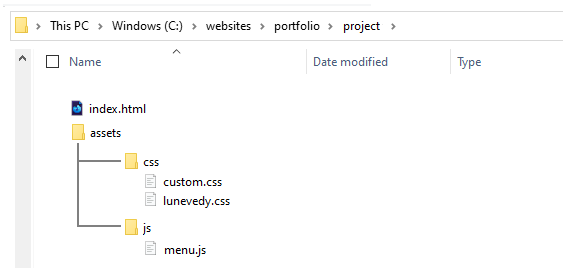 This PC > Windows (C:) > websites > portfolio > project >
Name Date modified Type
index.html
assets
css
custom.css
lunevedy.css
js
menu.js